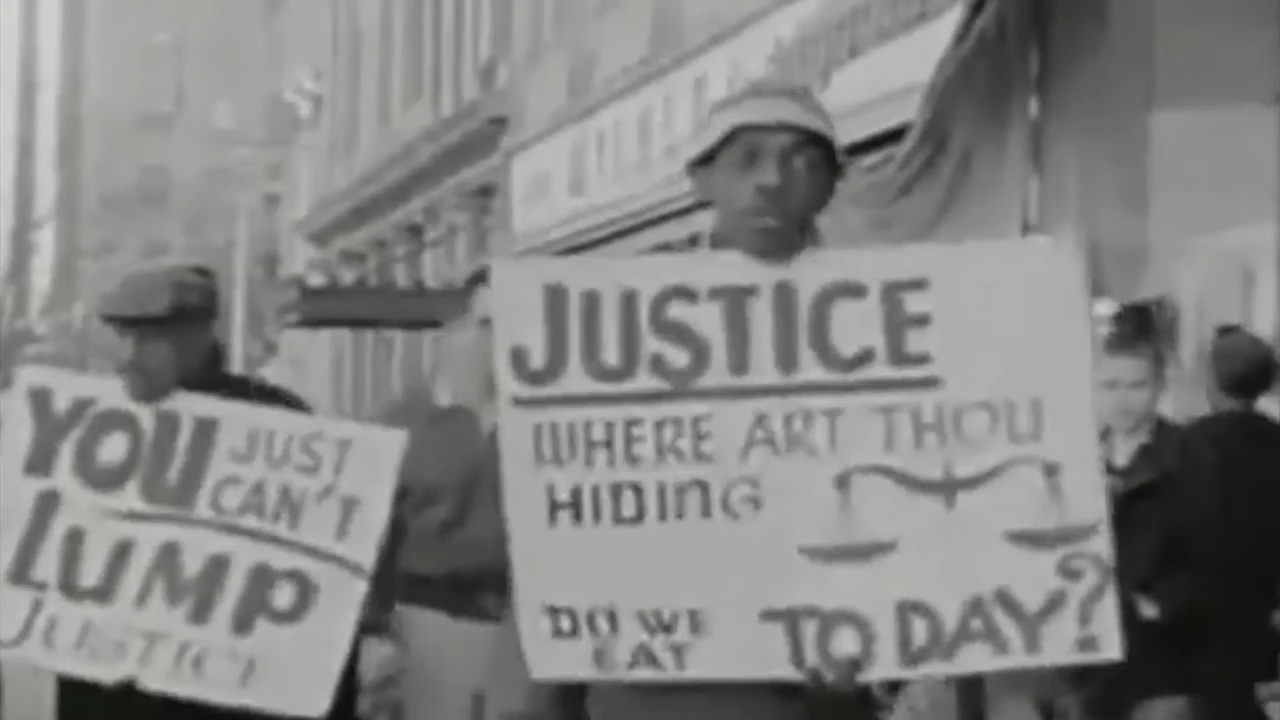 YOU JUST
CAN'T
LUMP
JUSTICE
JUSTICE
WHERE ART THOU
HIDING
DO WE
EAT TO DAY?